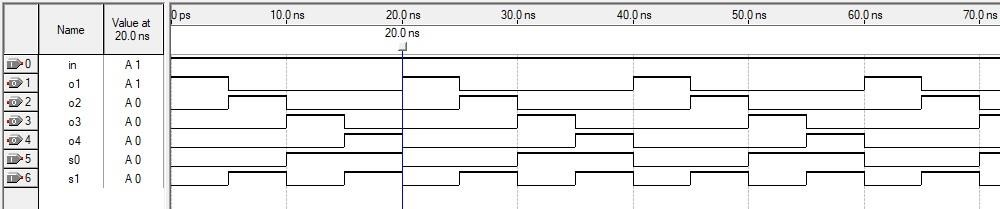 0 ps 10.0 ns 20.0 ns 30.0 ns 40.0 ns 50.0 ns 60.0 ns 70.0 ns
Name Value at 20.0 ns
20.0 ns
0 in A 1
1 o1 A 1
2 o2 A 0
3 o3 A 0
4 o4 A 0
5 s0 A 0
6 s1 A 0